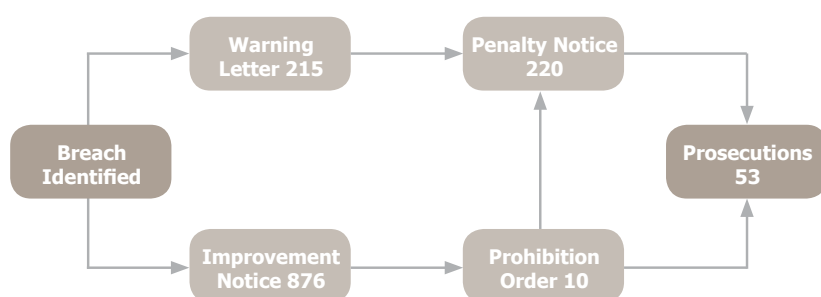 Warning
Letter 215
Penalty Notice
220
Breach
Identified
Prosecutions
53
Improvement
Notice 876
Prohibition
Order 10